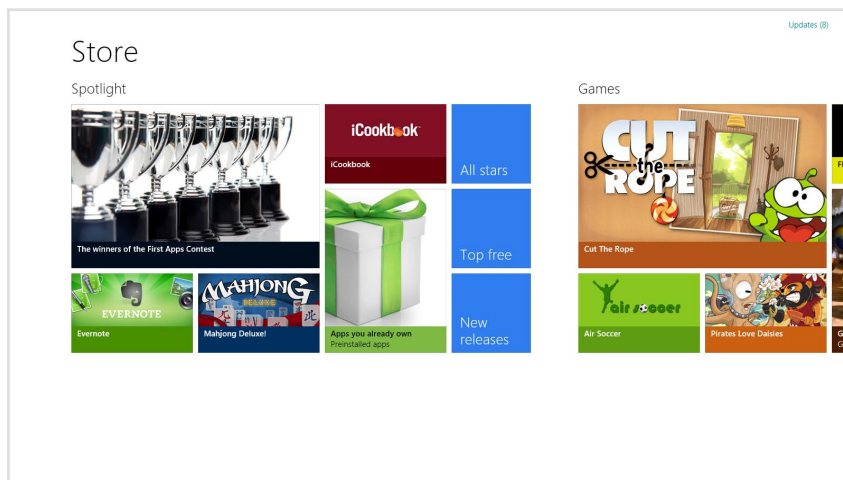 Updates (8)
Store
Spotlight
The winners of the First Apps Contest
EVERNOTE
Evernote
MAHJONG
DELUXE
Mahjong Deluxe!
iCookbook
iCookbook
Apps you already own
Preinstalled apps
All stars
Top free
New
releases
Games
CUT
the
ROPE
Cut The Rope
air soccer
Air Soccer
Pirates Love Daisies